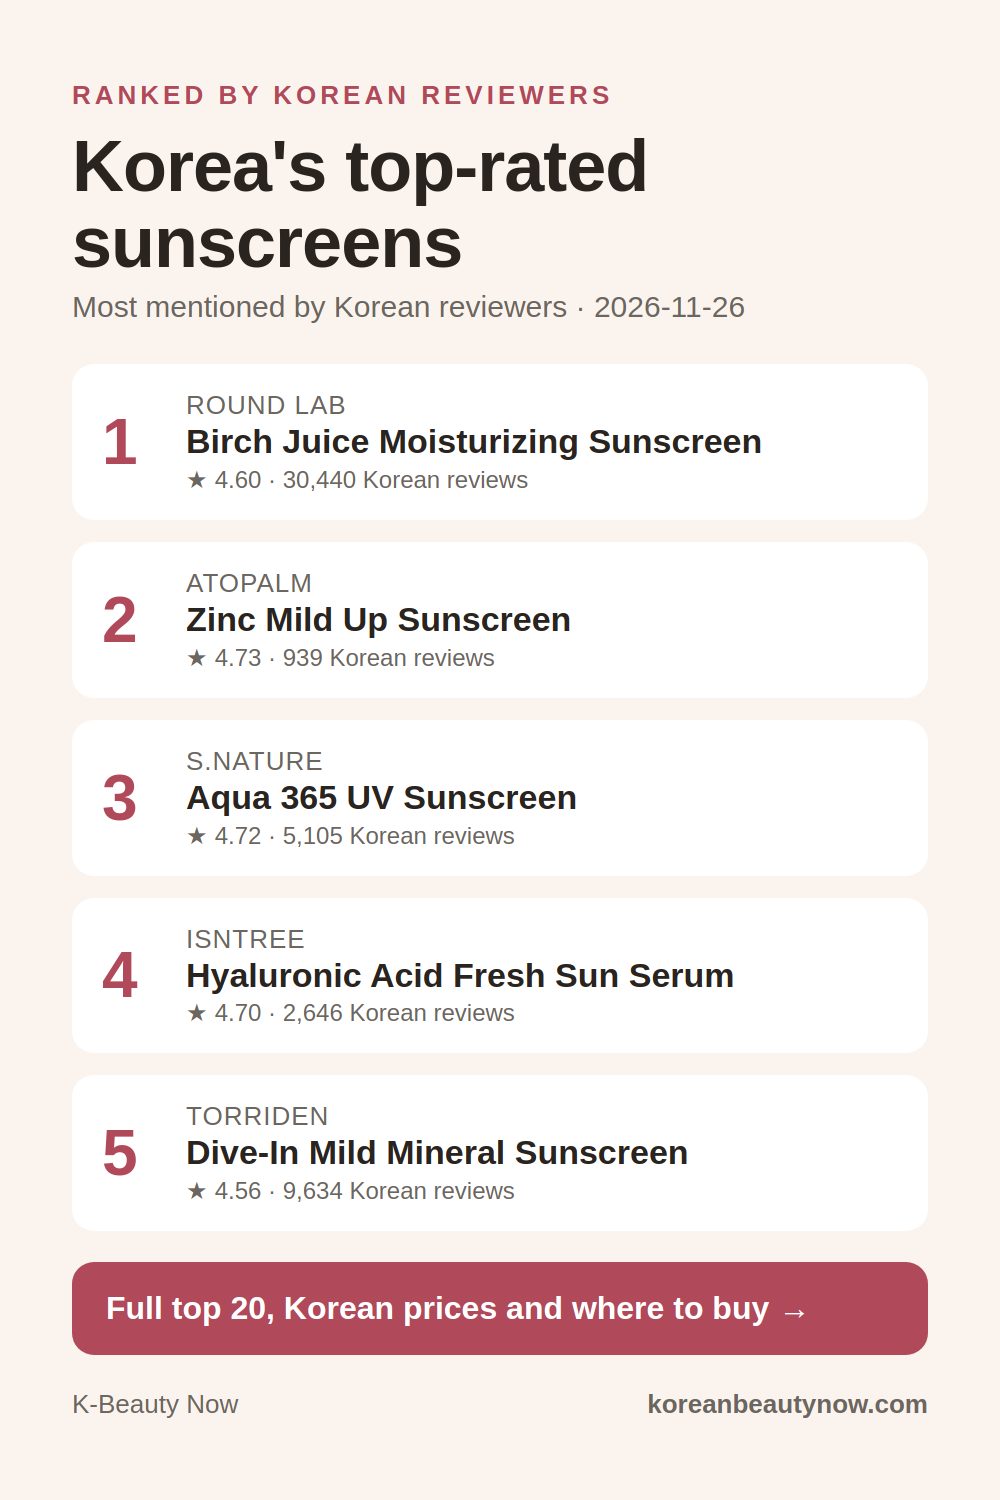 RANKED BY KOREAN REVIEWERS
Korea's top-rated
sunscreens
Most mentioned by Korean reviewers · 2026-11-26
1
ROUND LAB
Birch Juice Moisturizing Sunscreen
★ 4.60 · 30,440 Korean reviews
2
ATOPALM
Zinc Mild Up Sunscreen
★ 4.73 · 939 Korean reviews
3
S.NATURE
Aqua 365 UV Sunscreen
★ 4.72 · 5,105 Korean reviews
4
ISNTREE
Hyaluronic Acid Fresh Sun Serum
★ 4.70 · 2,646 Korean reviews
5
TORRIDEN
Dive-In Mild Mineral Sunscreen
★ 4.56 · 9,634 Korean reviews
Full top 20, Korean prices and where to buy →
K-Beauty Now
koreanbeautynow.com